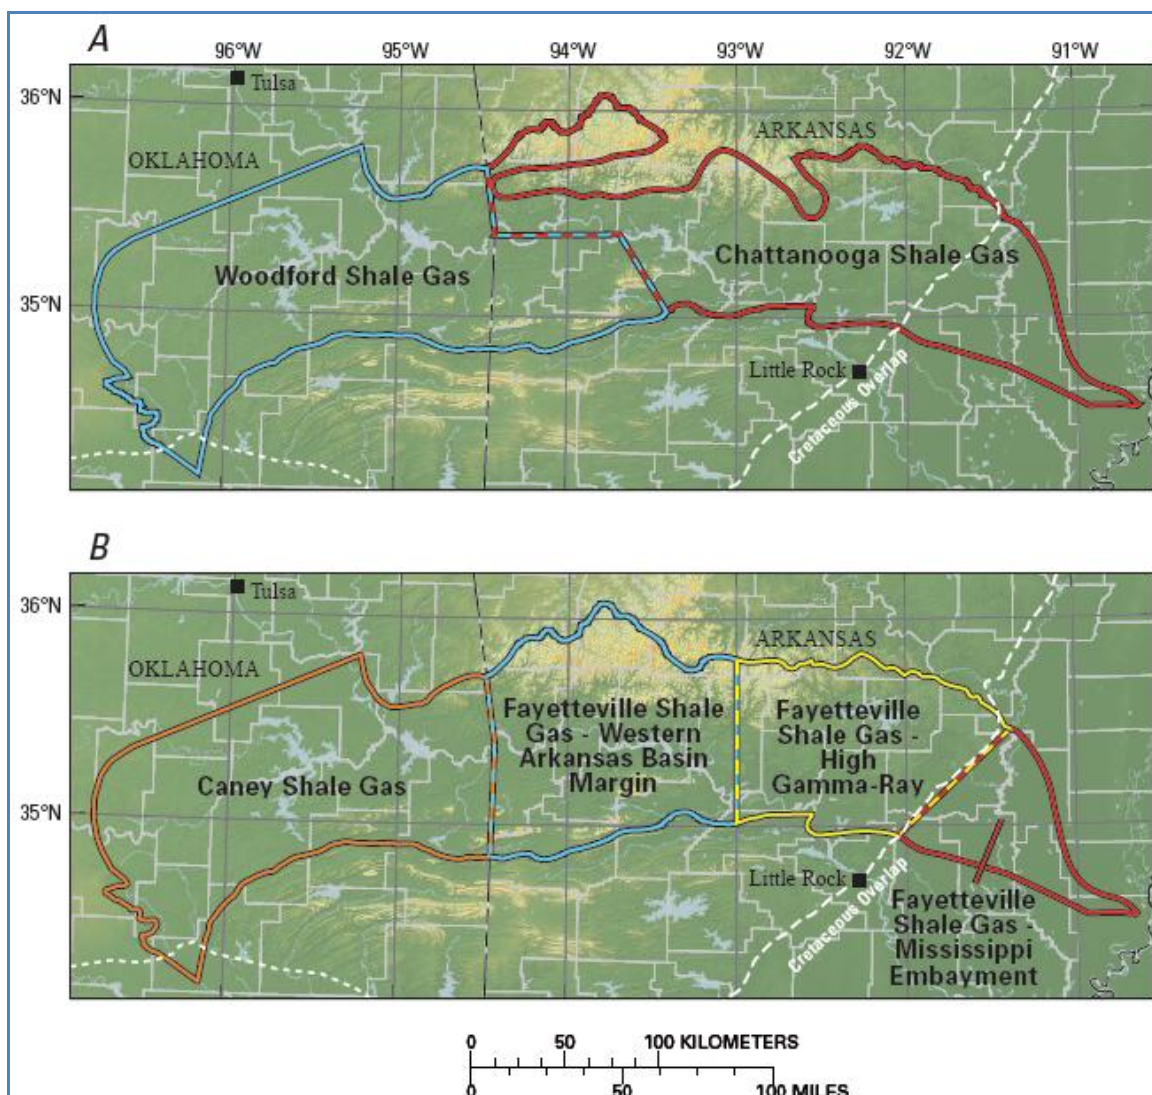 A
96°W 95°W 94°W 93°W 92°W 91°W
36°N
Tulsa
ARKANSAS
OKLAHOMA
Chattanooga Shale Gas
Woodford Shale Gas
35°N
Little Rock
Cretaceous Overlap
B
36°N
Tulsa
ARKANSAS
OKLAHOMA
Fayetteville Shale
Gas - Western
Arkansas Basin
Margin
Fayetteville
Shale Gas -
High
Gamma-Ray
Caney Shale Gas
35°N
Little Rock
Cretaceous Overlap
Fayetteville
Shale Gas -
Mississippi
Embayment
0 50 100 KILOMETERS
0 50 100 MILES